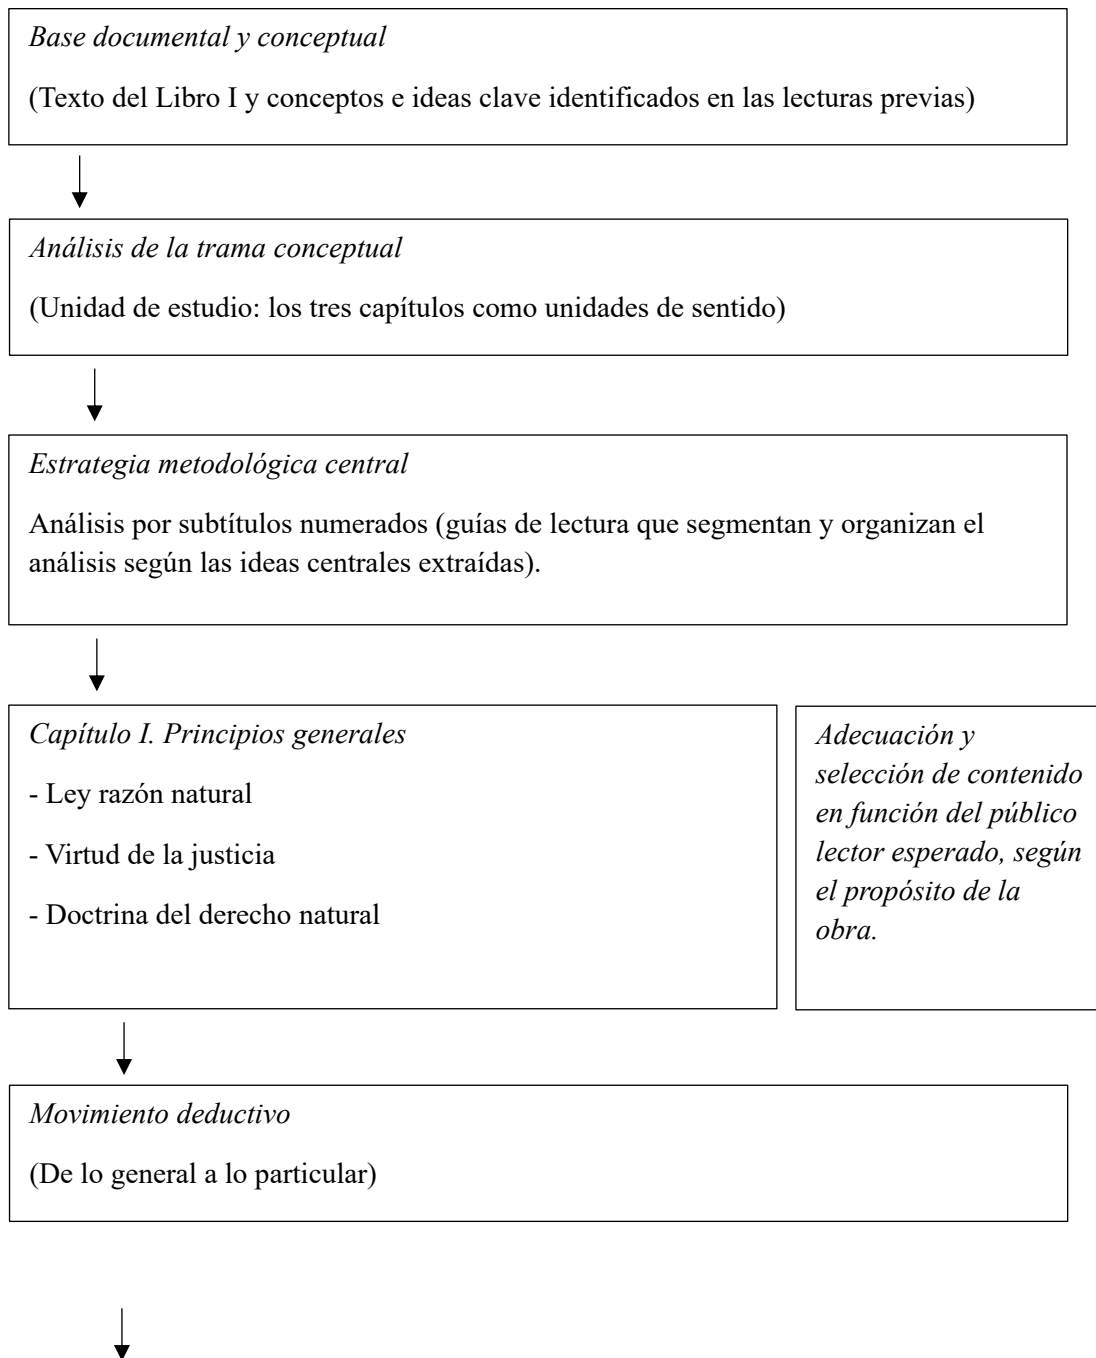 Base documental y conceptual
(Texto del Libro I y conceptos e ideas clave identificados en las lecturas previas)
Análisis de la trama conceptual
(Unidad de estudio: los tres capítulos como unidades de sentido)
Estrategia metodológica central
Análisis por subtítulos numerados (guías de lectura que segmentan y organizan el
análisis según las ideas centrales extraídas).
Capítulo I. Principios generales
- Ley razón natural
- Virtud de la justicia
- Doctrina del derecho natural
Adecuación y
selección de contenido
en función del público
lector esperado, según
el propósito de la
obra.
Movimiento deductivo
(De lo general a lo particular)